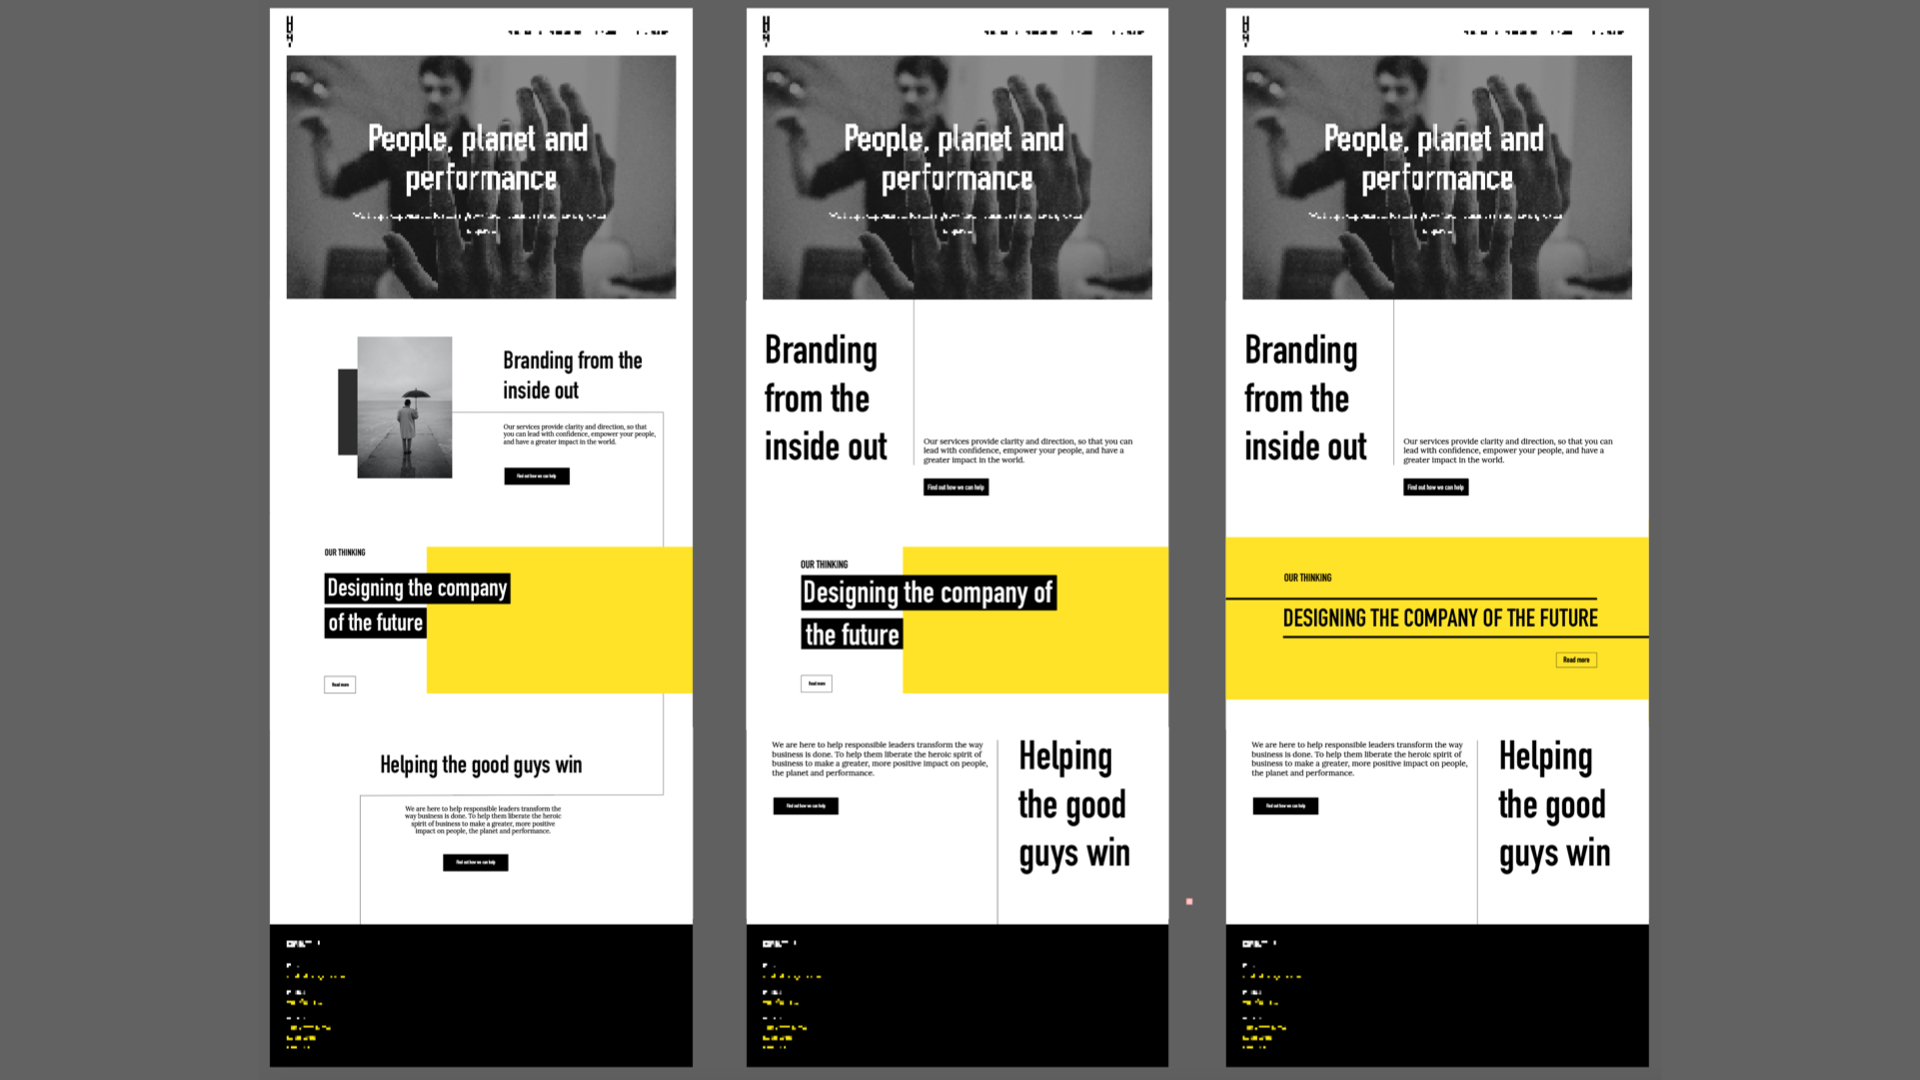 People, planet and
performance
Branding from the
inside out
Our services provide clarity and direction, so that
you can lead with confidence, empower your people,
and have a greater impact in the world.
Find out how we can help
OUR THINKING
Designing the company
of the future
Read more
Helping the good guys win
We are here to help responsible leaders transform the
way business is done. To help them liberate the heroic
spirit of business to make a greater, more positive
impact on people, the planet and performance.
Find out how we can help
People, planet and
performance
Branding
from the
inside out
Our services provide clarity and direction, so that you can
lead with confidence, empower your people, and have a
greater impact in the world.
Find out how we can help
OUR THINKING
Designing the company of
the future
Read more
We are here to help responsible leaders transform the way
business is done. To help them liberate the heroic spirit of
business to make a greater, more positive impact on people,
the planet and performance.
Find out how we can help
Helping
the good
guys win
People, planet and
performance
Branding
from the
inside out
Our services provide clarity and direction, so that you can
lead with confidence, empower your people, and have a
greater impact in the world.
Find out how we can help
OUR THINKING
DESIGNING THE COMPANY OF THE FUTURE
Read more
We are here to help responsible leaders transform the way
business is done. To help them liberate the heroic spirit of
business to make a greater, more positive impact on people,
the planet and performance.
Find out how we can help
Helping
the good
guys win